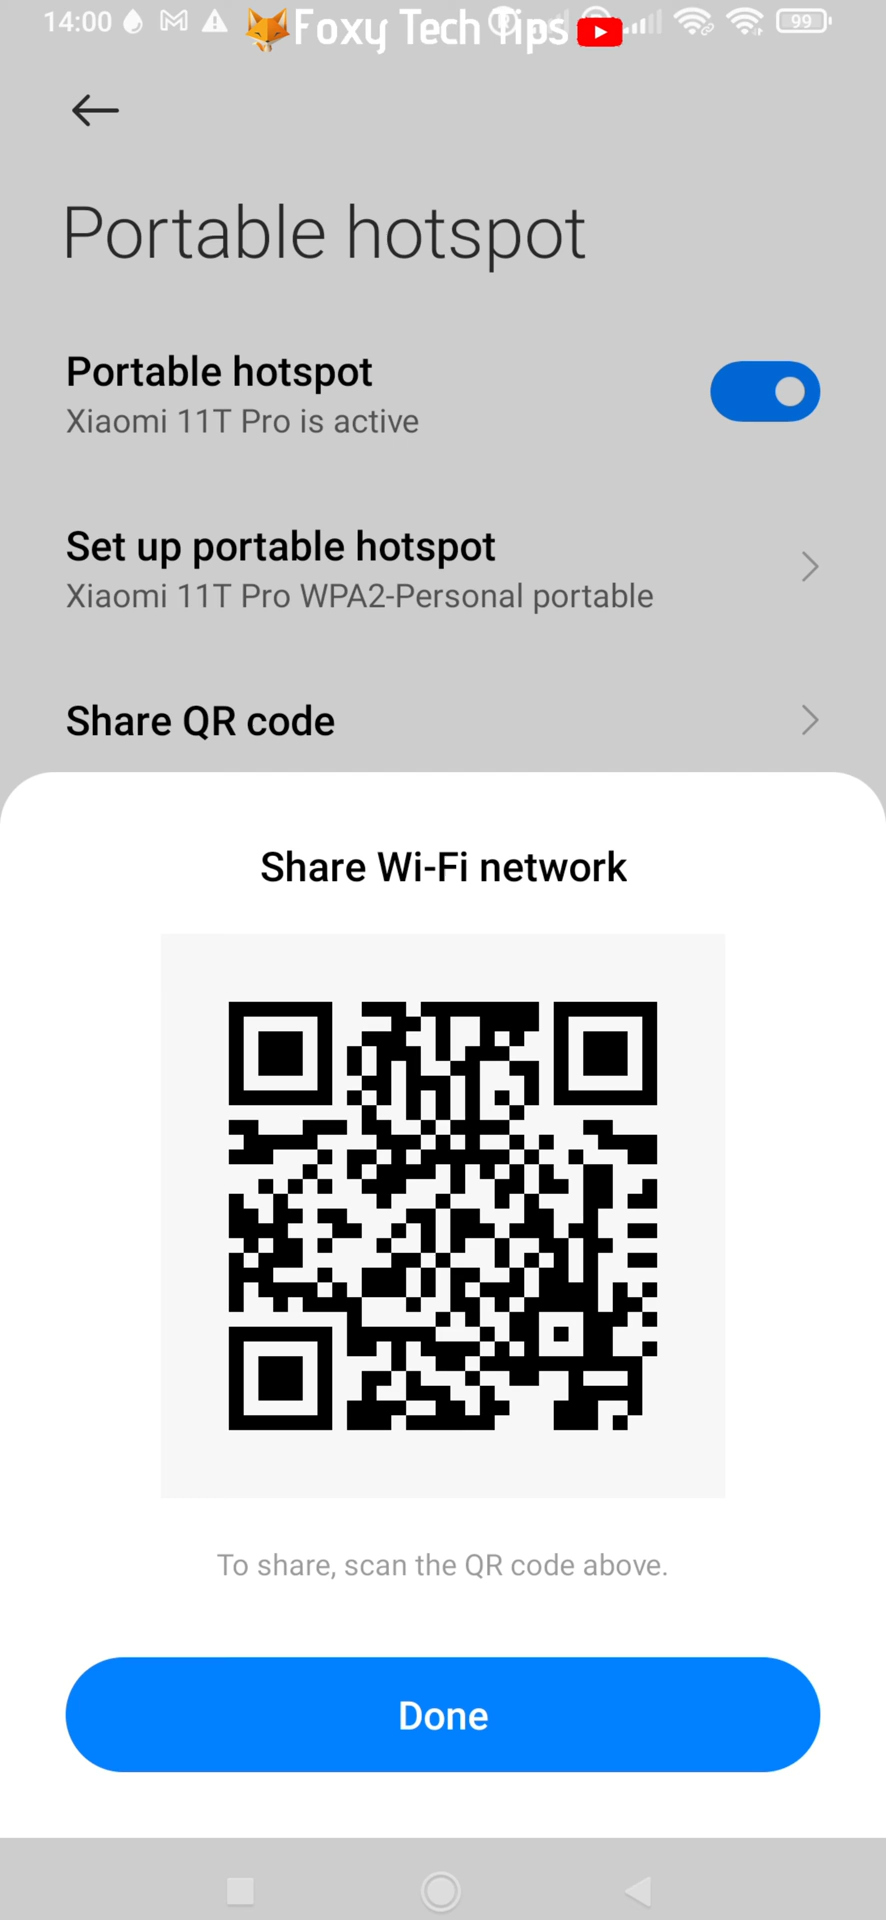 14:00 Foxy Tech Tips 99
Portable hotspot
Portable hotspot
Xiaomi 11T Pro is active
Set up portable hotspot
Xiaomi 11T Pro WPA2-Personal portable
Share QR code
Share Wi-Fi network
To share, scan the QR code above.
Done